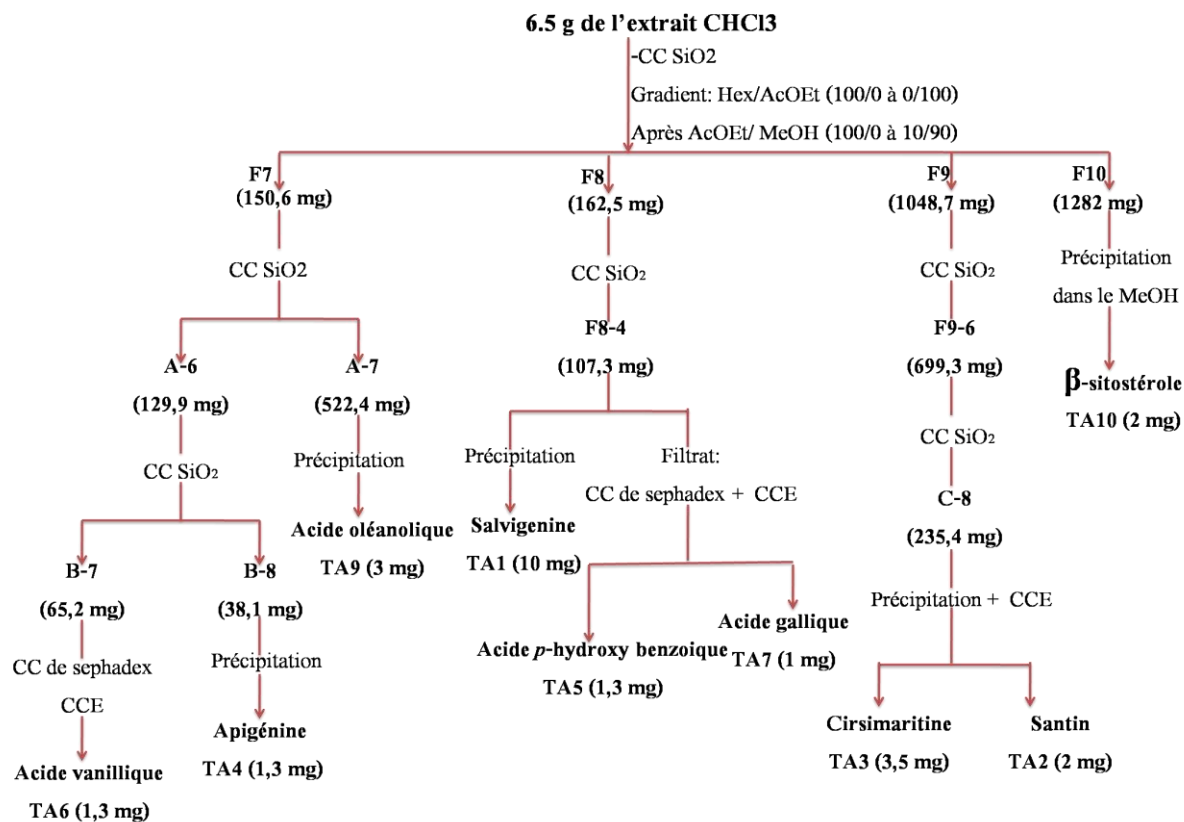 6.5 g de l'extrait CHCl3
-CC SiO2
Gradient: Hex/AcOEt (100/0 à 0/100)
Après AcOEt/ MeOH (100/0 à 10/90)
F7
(150,6 mg)
CC SiO2
A-6
(129,9 mg)
CC SiO₂
B-7
(65,2 mg)
CC de sephadex
CCE
Acide vanillique
TA6 (1,3 mg)
B-8
(38,1 mg)
Précipitation
Apigénine
TA4 (1,3 mg)
A-7
(522,4 mg)
Précipitation
Acide oléanolique
TA9 (3 mg)
F8
(162,5 mg)
CC SiO₂
F8-4
(107,3 mg)
Précipitation
Salvigenine
TA1 (10 mg)
Filtrat:
CC de sephadex + CCE
Acide p-hydroxy benzoique
TA5 (1,3 mg)
Acide gallique
TA7 (1 mg)
F9
(1048,7 mg)
CC SiO₂
F9-6
(699,3 mg)
CC SiO₂
C-8
(235,4 mg)
Précipitation + CCE
Cirsimaritine
TA3 (3,5 mg)
Santin
TA2 (2 mg)
F10
(1282 mg)
Précipitation
dans le MeOH
β-sitostérole
TA10 (2 mg)